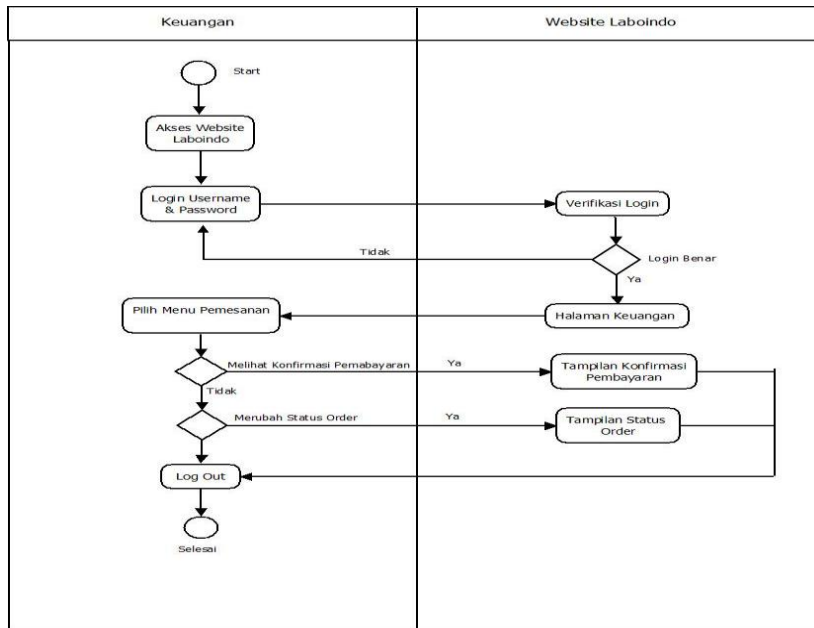 Keuangan
Website Laboindo
Start
Akses Website
Laboindo
Login Username
& Password
Verifikasi Login
Tidak
Login Benar
Ya
Pilih Menu Pemesanan
Halaman Keuangan
Melihat Konfirmasi Pemabayaran
Ya
Tampilan Konfirmasi
Pembayaran
Tidak
Merubah Status Order
Ya
Tampilan Status
Order
Log Out
Selesai